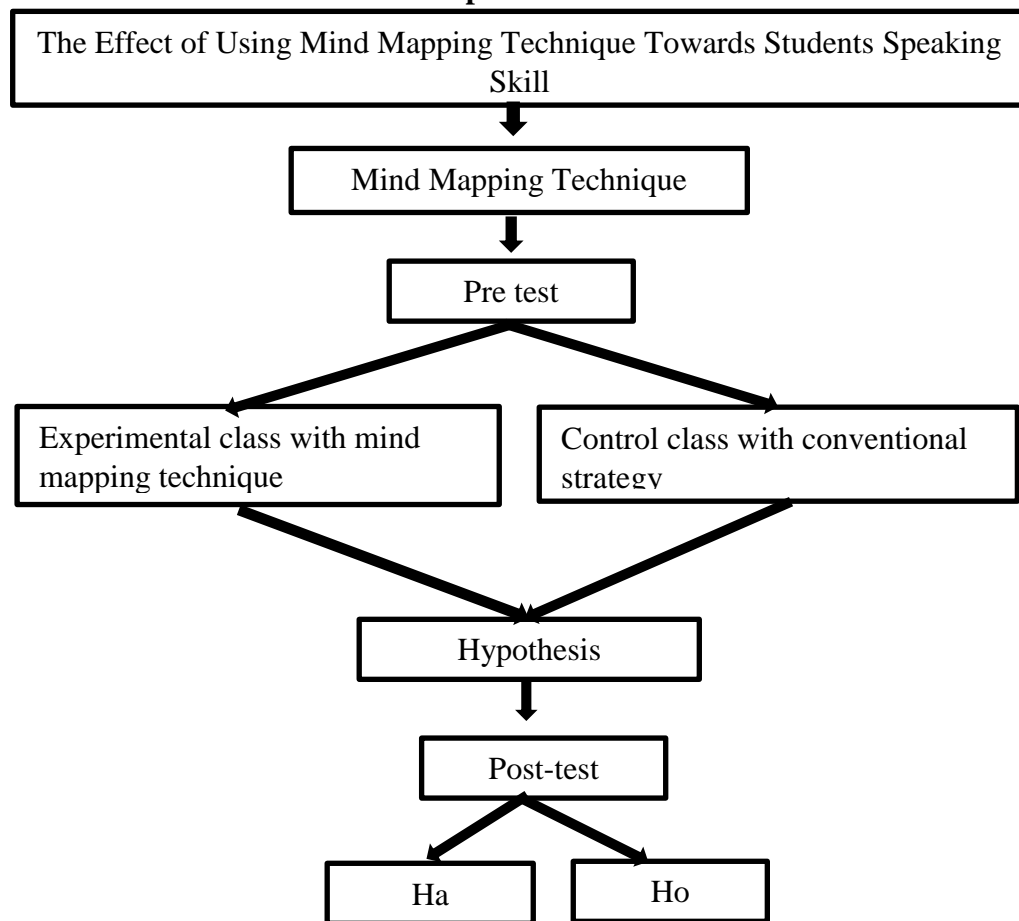 The Effect of Using Mind Mapping Technique Towards Students Speaking
Skill
Mind Mapping Technique
Pre test
Experimental class with mind
mapping technique
Control class with conventional
strategy
Hypothesis
Post-test
Ha
Ho